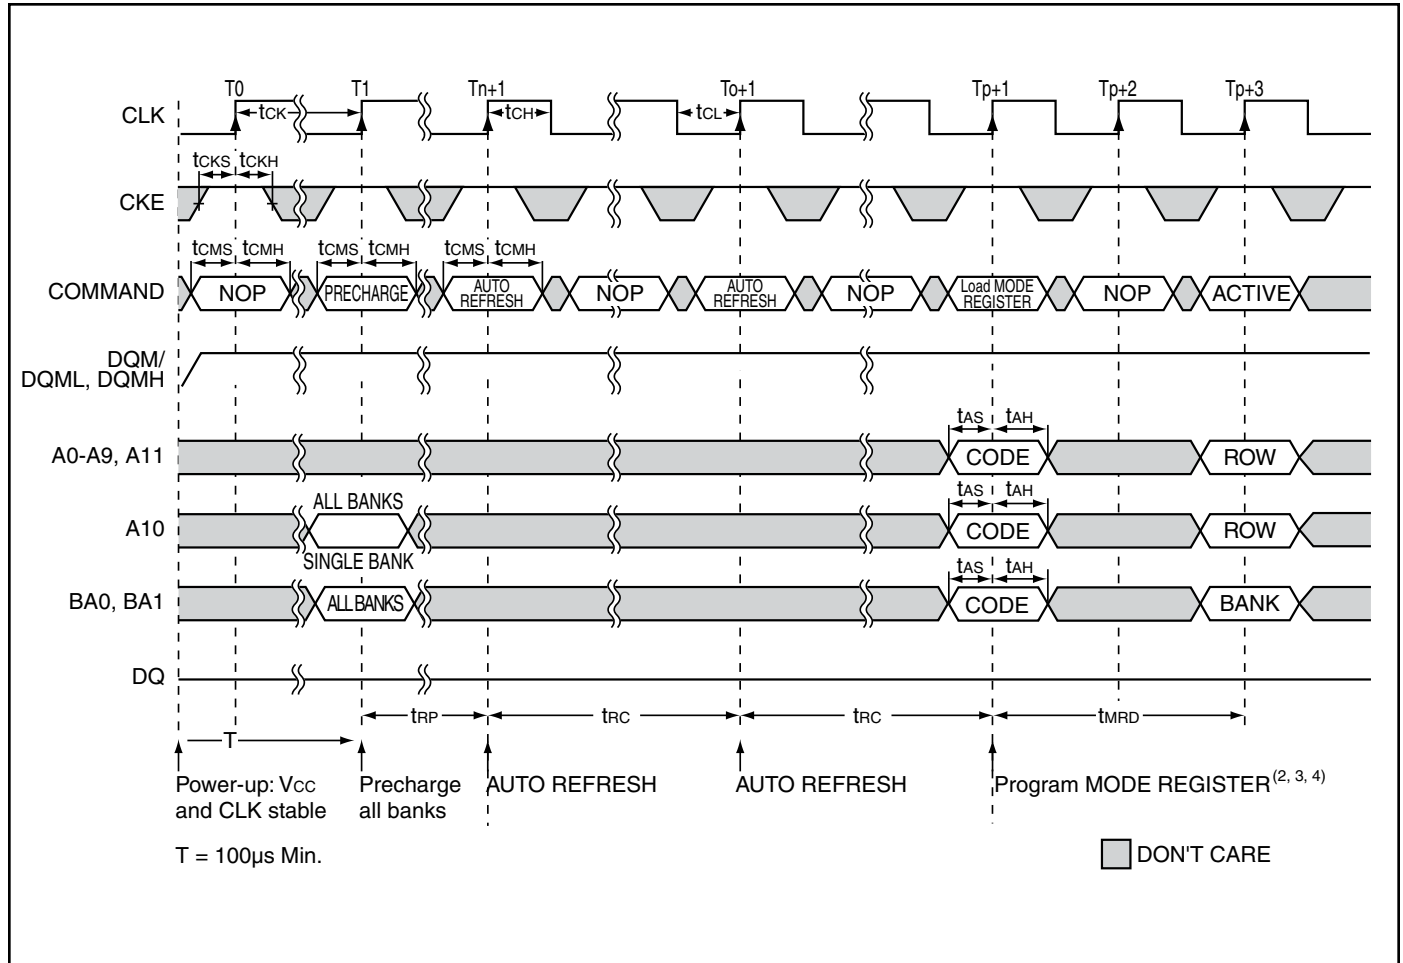 T0 T1 Tn+1 To+1 Tp+1 Tp+2 Tp+3
CLK tCK tCH tCL
tCKS tCKH
CKE
tCMS tCMH tCMS tCMH tCMS tCMH
COMMAND NOP PRECHARGE AUTO REFRESH NOP AUTO REFRESH NOP Load MODE REGISTER NOP ACTIVE
DQM/
DQML, DQMH
tAS tAH
A0-A9, A11 CODE ROW
ALL BANKS tAS tAH
A10 CODE ROW
SINGLE BANK tAS tAH
BA0, BA1 ALL BANKS CODE BANK
DQ
tRP tRC tRC tMRD
T
Power-up: VCC
and CLK stable
Precharge
all banks
AUTO REFRESH
AUTO REFRESH
Program MODE REGISTER(2, 3, 4)
T = 100µs Min.
DON'T CARE